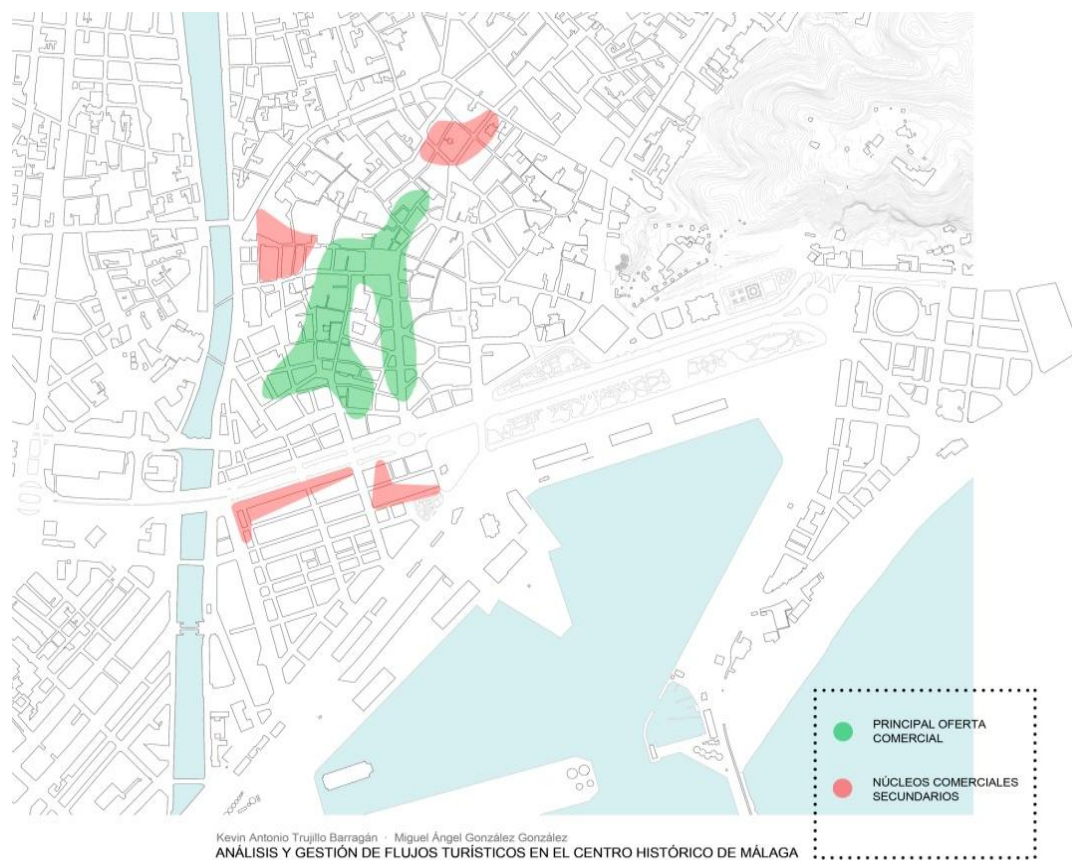 PRINCIPAL OFERTA
COMERCIAL
NÚCLEOS COMERCIALES
SECUNDARIOS
Kevin Antonio Trujillo Barragán · Miguel Ángel González González
ANÁLISIS Y GESTIÓN DE FLUJOS TURÍSTICOS EN EL CENTRO HISTÓRICO DE MÁLAGA